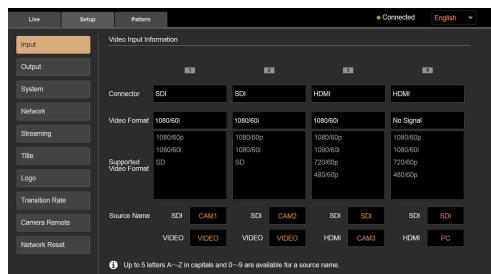 Live Setup Pattern Connected English
Input
Output
System
Network
Streaming
Title
Logo
Transition Rate
Camera Remote
Network Reset
Video Input Information
1 2 3 4
Connector SDI SDI HDMI HDMI
Video Format 1080/60i 1080/60i 1080/60i No Signal
Supported Video Format
1080/60p
1080/60i
SD
1080/60p
1080/60i
SD
1080/60p
1080/60i
720/60p
480/60p
1080/60p
1080/60i
720/60p
480/60p
Source Name SDI CAM1 SDI CAM2 SDI SDI SDI SDI
VIDEO VIDEO VIDEO VIDEO HDMI CAM3 HDMI PC
Up to 5 letters A～Z in capitals and 0～9 are available for a source name.